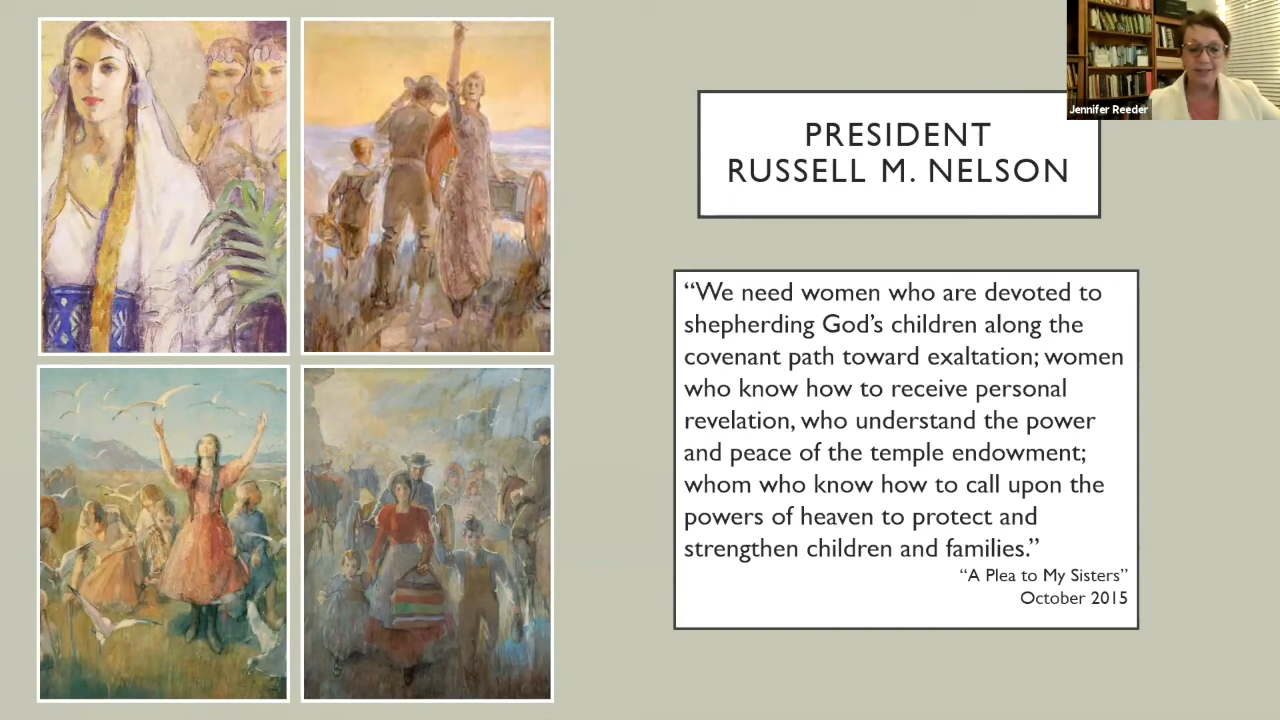 Jennifer Reeder
PRESIDENT
RUSSELL M. NELSON
“We need women who are devoted to
shepherding God’s children along the
covenant path toward exaltation; women
who know how to receive personal
revelation, who understand the power
and peace of the temple endowment;
whom who know how to call upon the
powers of heaven to protect and
strengthen children and families.”
“A Plea to My Sisters”
October 2015